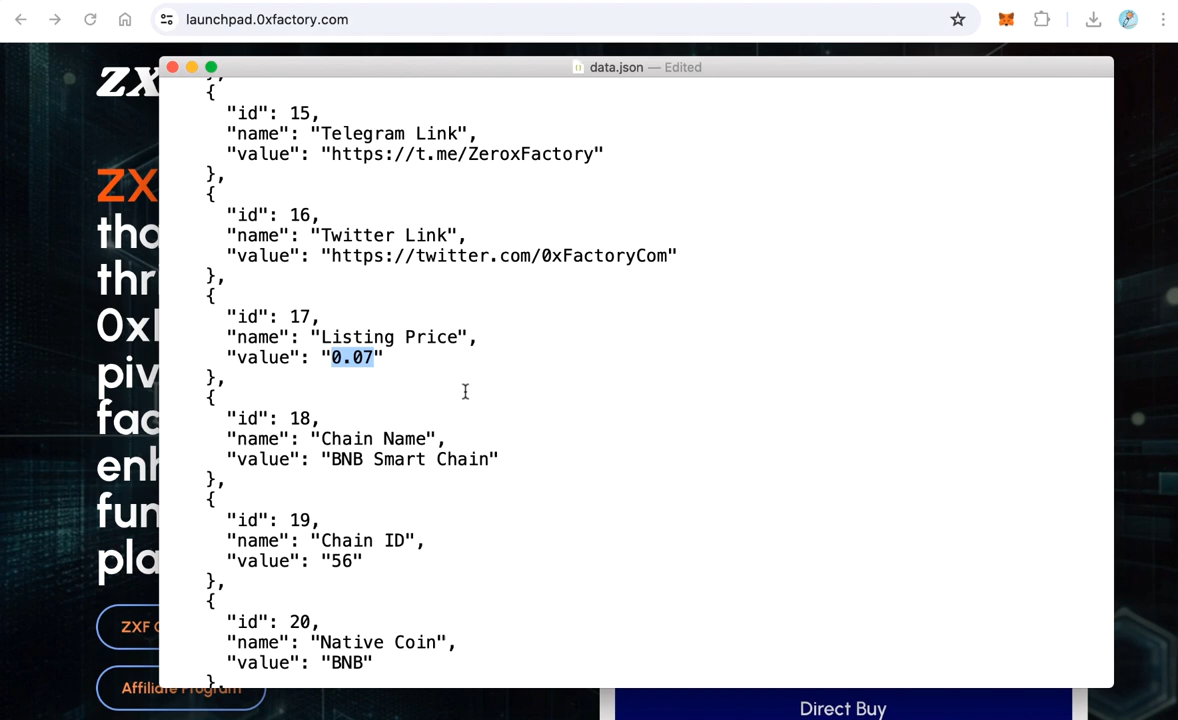 launchpad.0xfactory.com
data.json — Edited
ZX
},
{
"id": 15,
"name": "Telegram Link",
"value": "https://t.me/ZeroxFactory"
},
{
"id": 16,
"name": "Twitter Link",
"value": "https://twitter.com/0xFactoryCom"
},
{
"id": 17,
"name": "Listing Price",
"value": "0.07"
},
{
"id": 18,
"name": "Chain Name",
"value": "BNB Smart Chain"
},
{
"id": 19,
"name": "Chain ID",
"value": "56"
},
{
"id": 20,
"name": "Native Coin",
"value": "BNB"
},
ZX
thr
piv
fac
enh
fun
pla
ZXF
Affiliate Program
Direct Buy